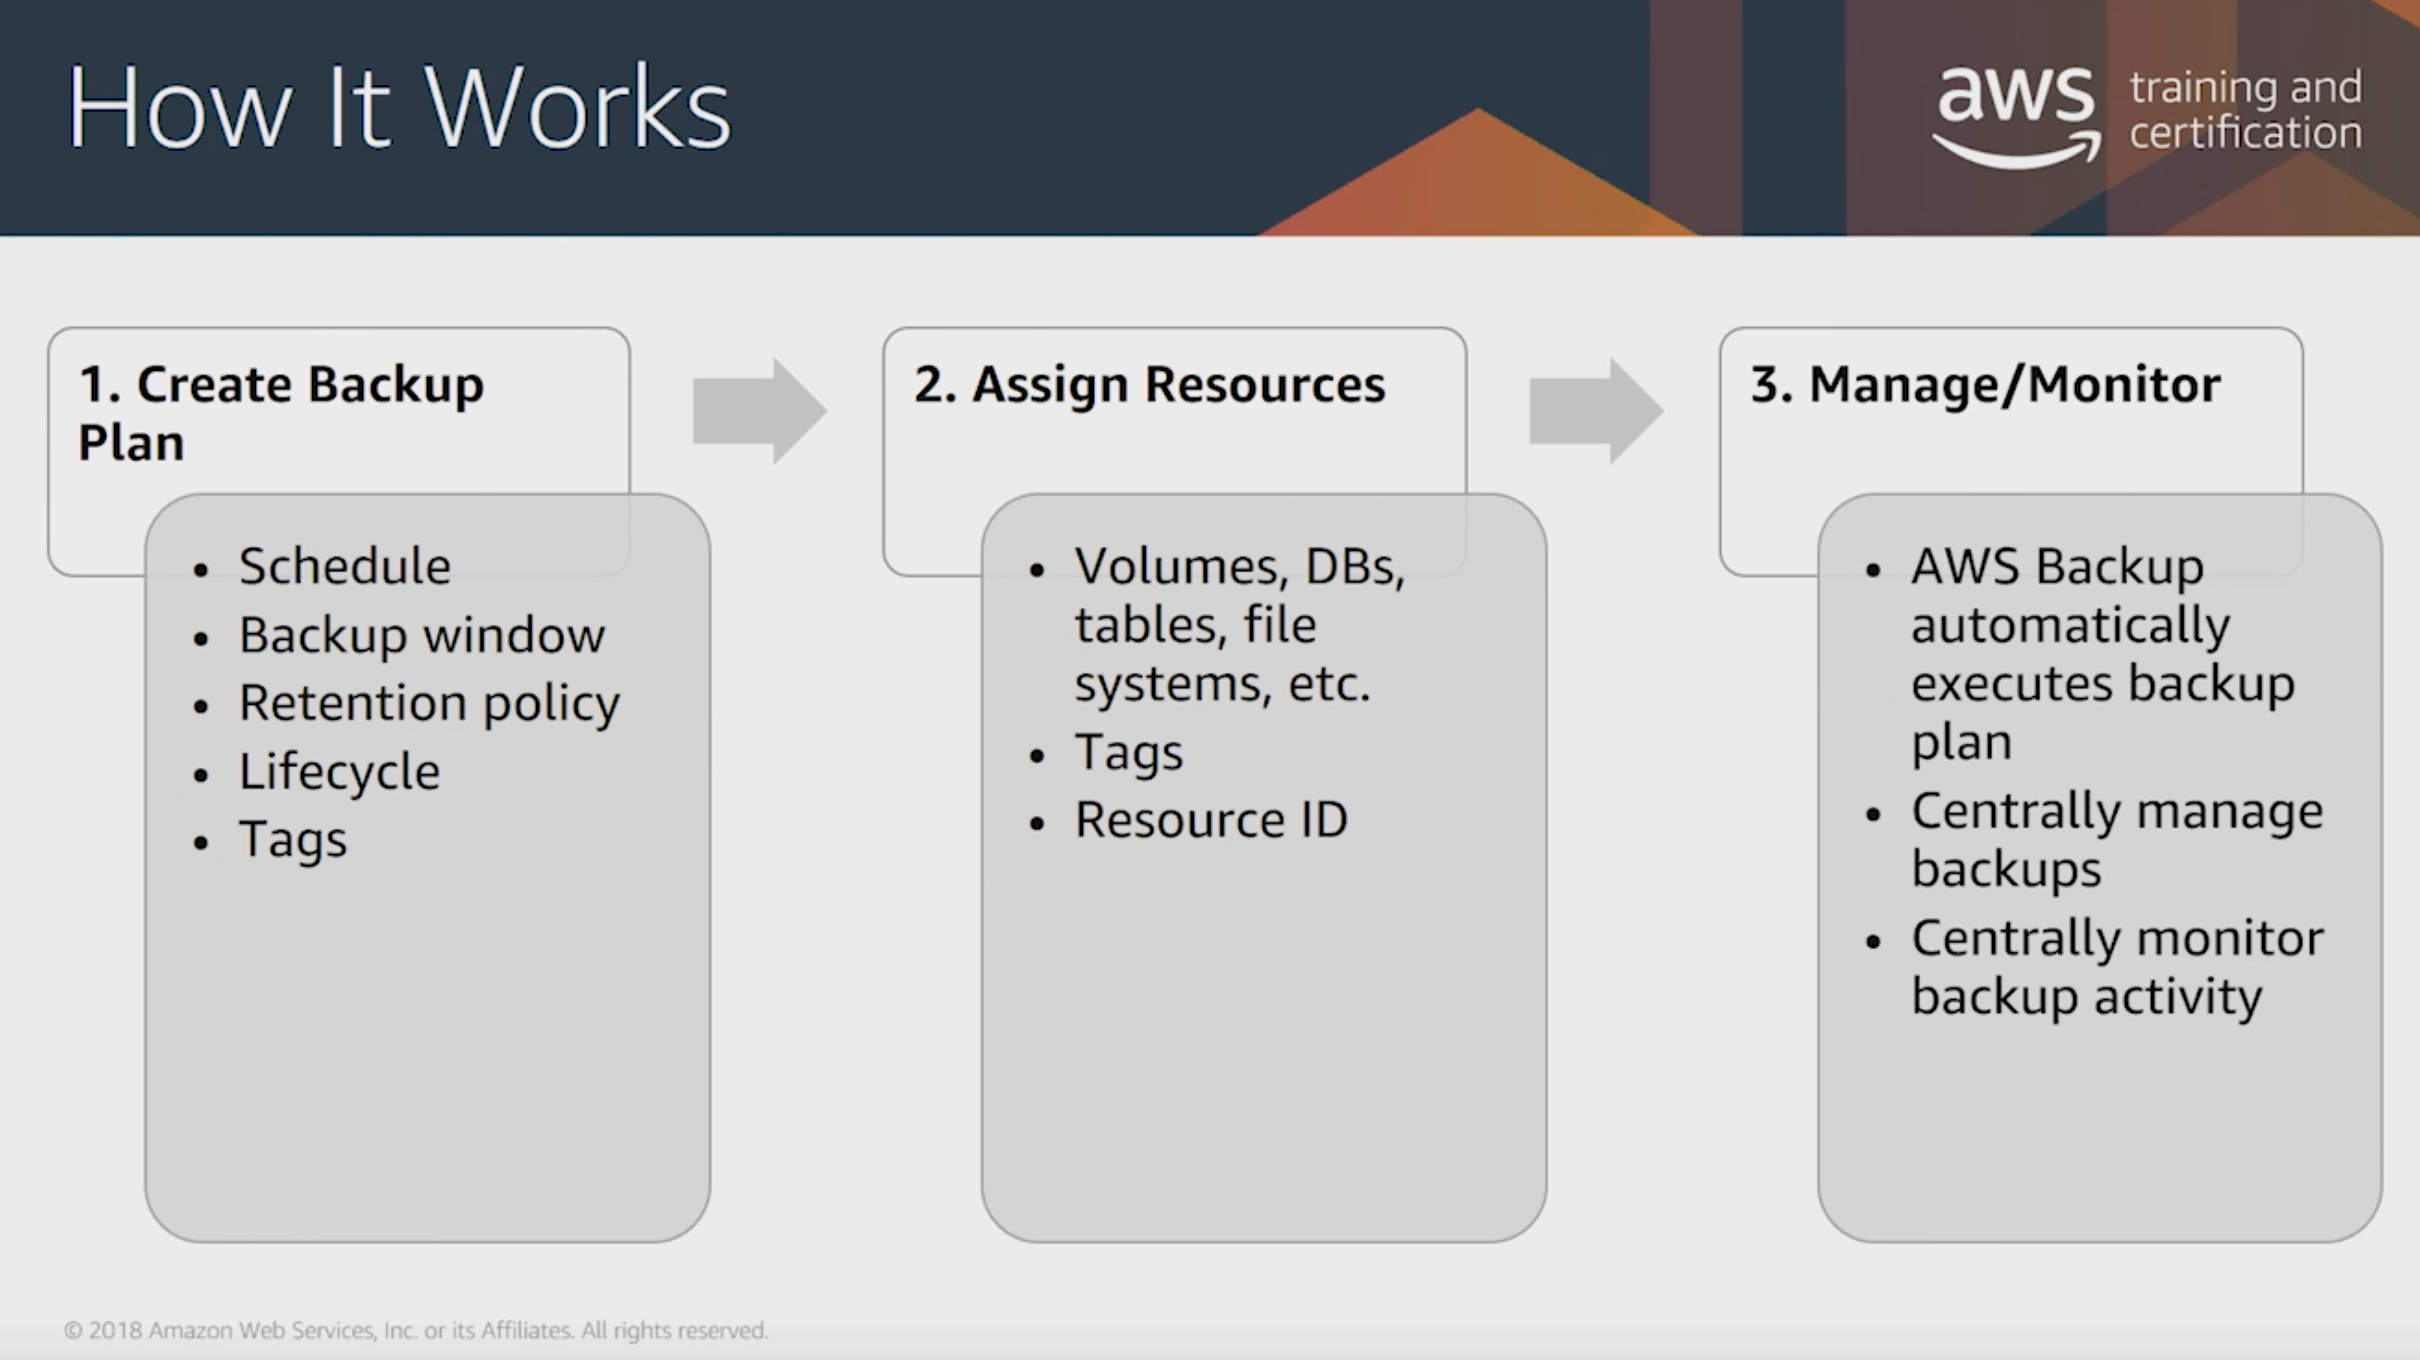 How It Works
aws training and
certification
1. Create Backup
Plan
• Schedule
• Backup window
• Retention policy
• Lifecycle
• Tags
2. Assign Resources
• Volumes, DBs,
tables, file
systems, etc.
• Tags
• Resource ID
3. Manage/Monitor
• AWS Backup
automatically
executes backup
plan
• Centrally manage
backups
• Centrally monitor
backup activity
© 2018 Amazon Web Services, Inc. or its Affiliates. All rights reserved.